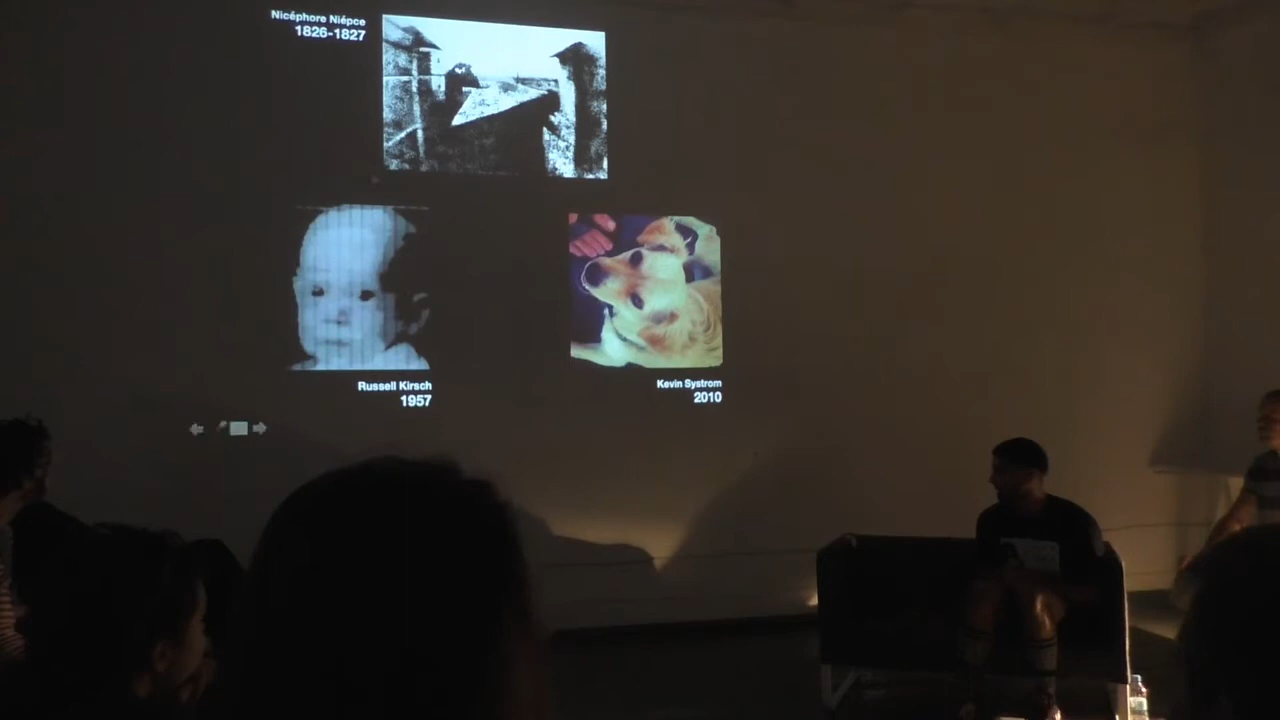 Nicéphore Niépce
1826-1827
Russell Kirsch
1957
Kevin Systrom
2010